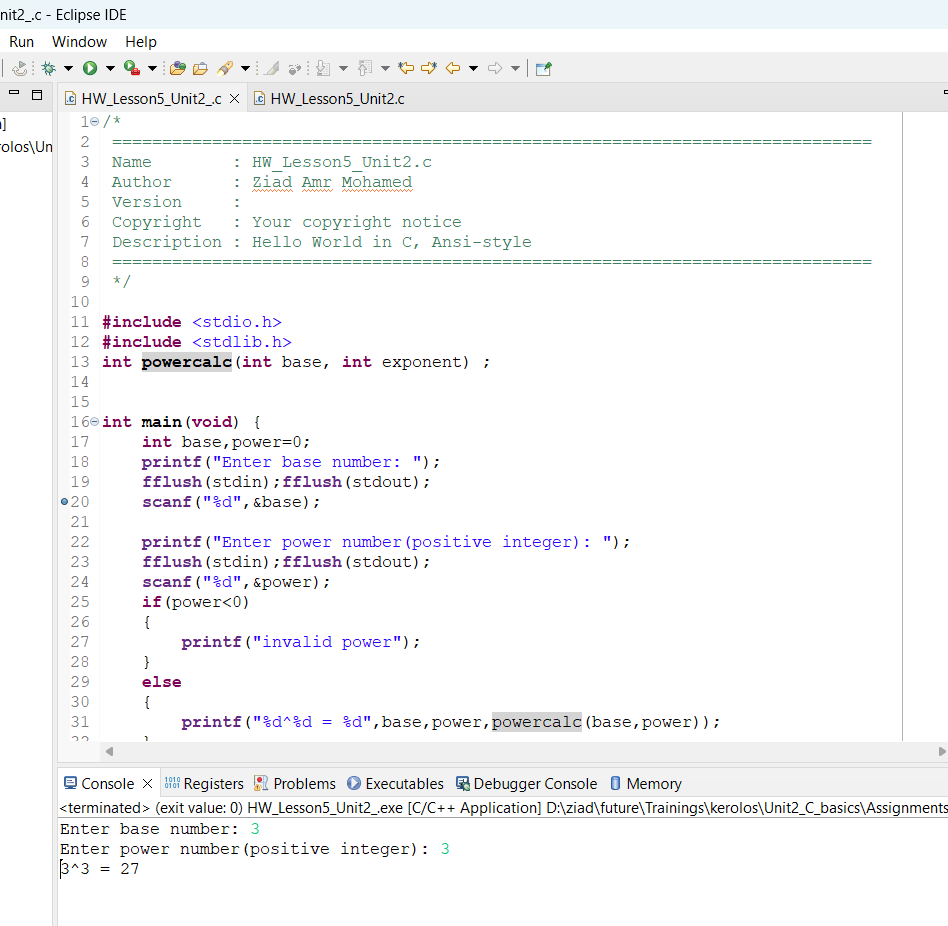 nit2_.c - Eclipse IDE
Run Window Help
HW_Lesson5_Unit2_.c HW_Lesson5_Unit2.c
]
rolos\Un
1 /*
2 ============================================================================
3 Name : HW_Lesson5_Unit2.c
4 Author : Ziad Amr Mohamed
5 Version :
6 Copyright : Your copyright notice
7 Description : Hello World in C, Ansi-style
8 ============================================================================
9 */
10
11 #include <stdio.h>
12 #include <stdlib.h>
13 int powercalc(int base, int exponent) ;
14
15
16 int main(void) {
17 int base,power=0;
18 printf("Enter base number: ");
19 fflush(stdin);fflush(stdout);
20 scanf("%d",&base);
21
22 printf("Enter power number(positive integer): ");
23 fflush(stdin);fflush(stdout);
24 scanf("%d",&power);
25 if(power<0)
26 {
27 printf("invalid power");
28 }
29 else
30 {
31 printf("%d^%d = %d",base,power,powercalc(base,power));
Console Registers Problems Executables Debugger Console Memory
<terminated> (exit value: 0) HW_Lesson5_Unit2_.exe [C/C++ Application] D:\ziad\future\Trainings\kerolos\Unit2_C_basics\Assignments
Enter base number: 3
Enter power number(positive integer): 3
3^3 = 27